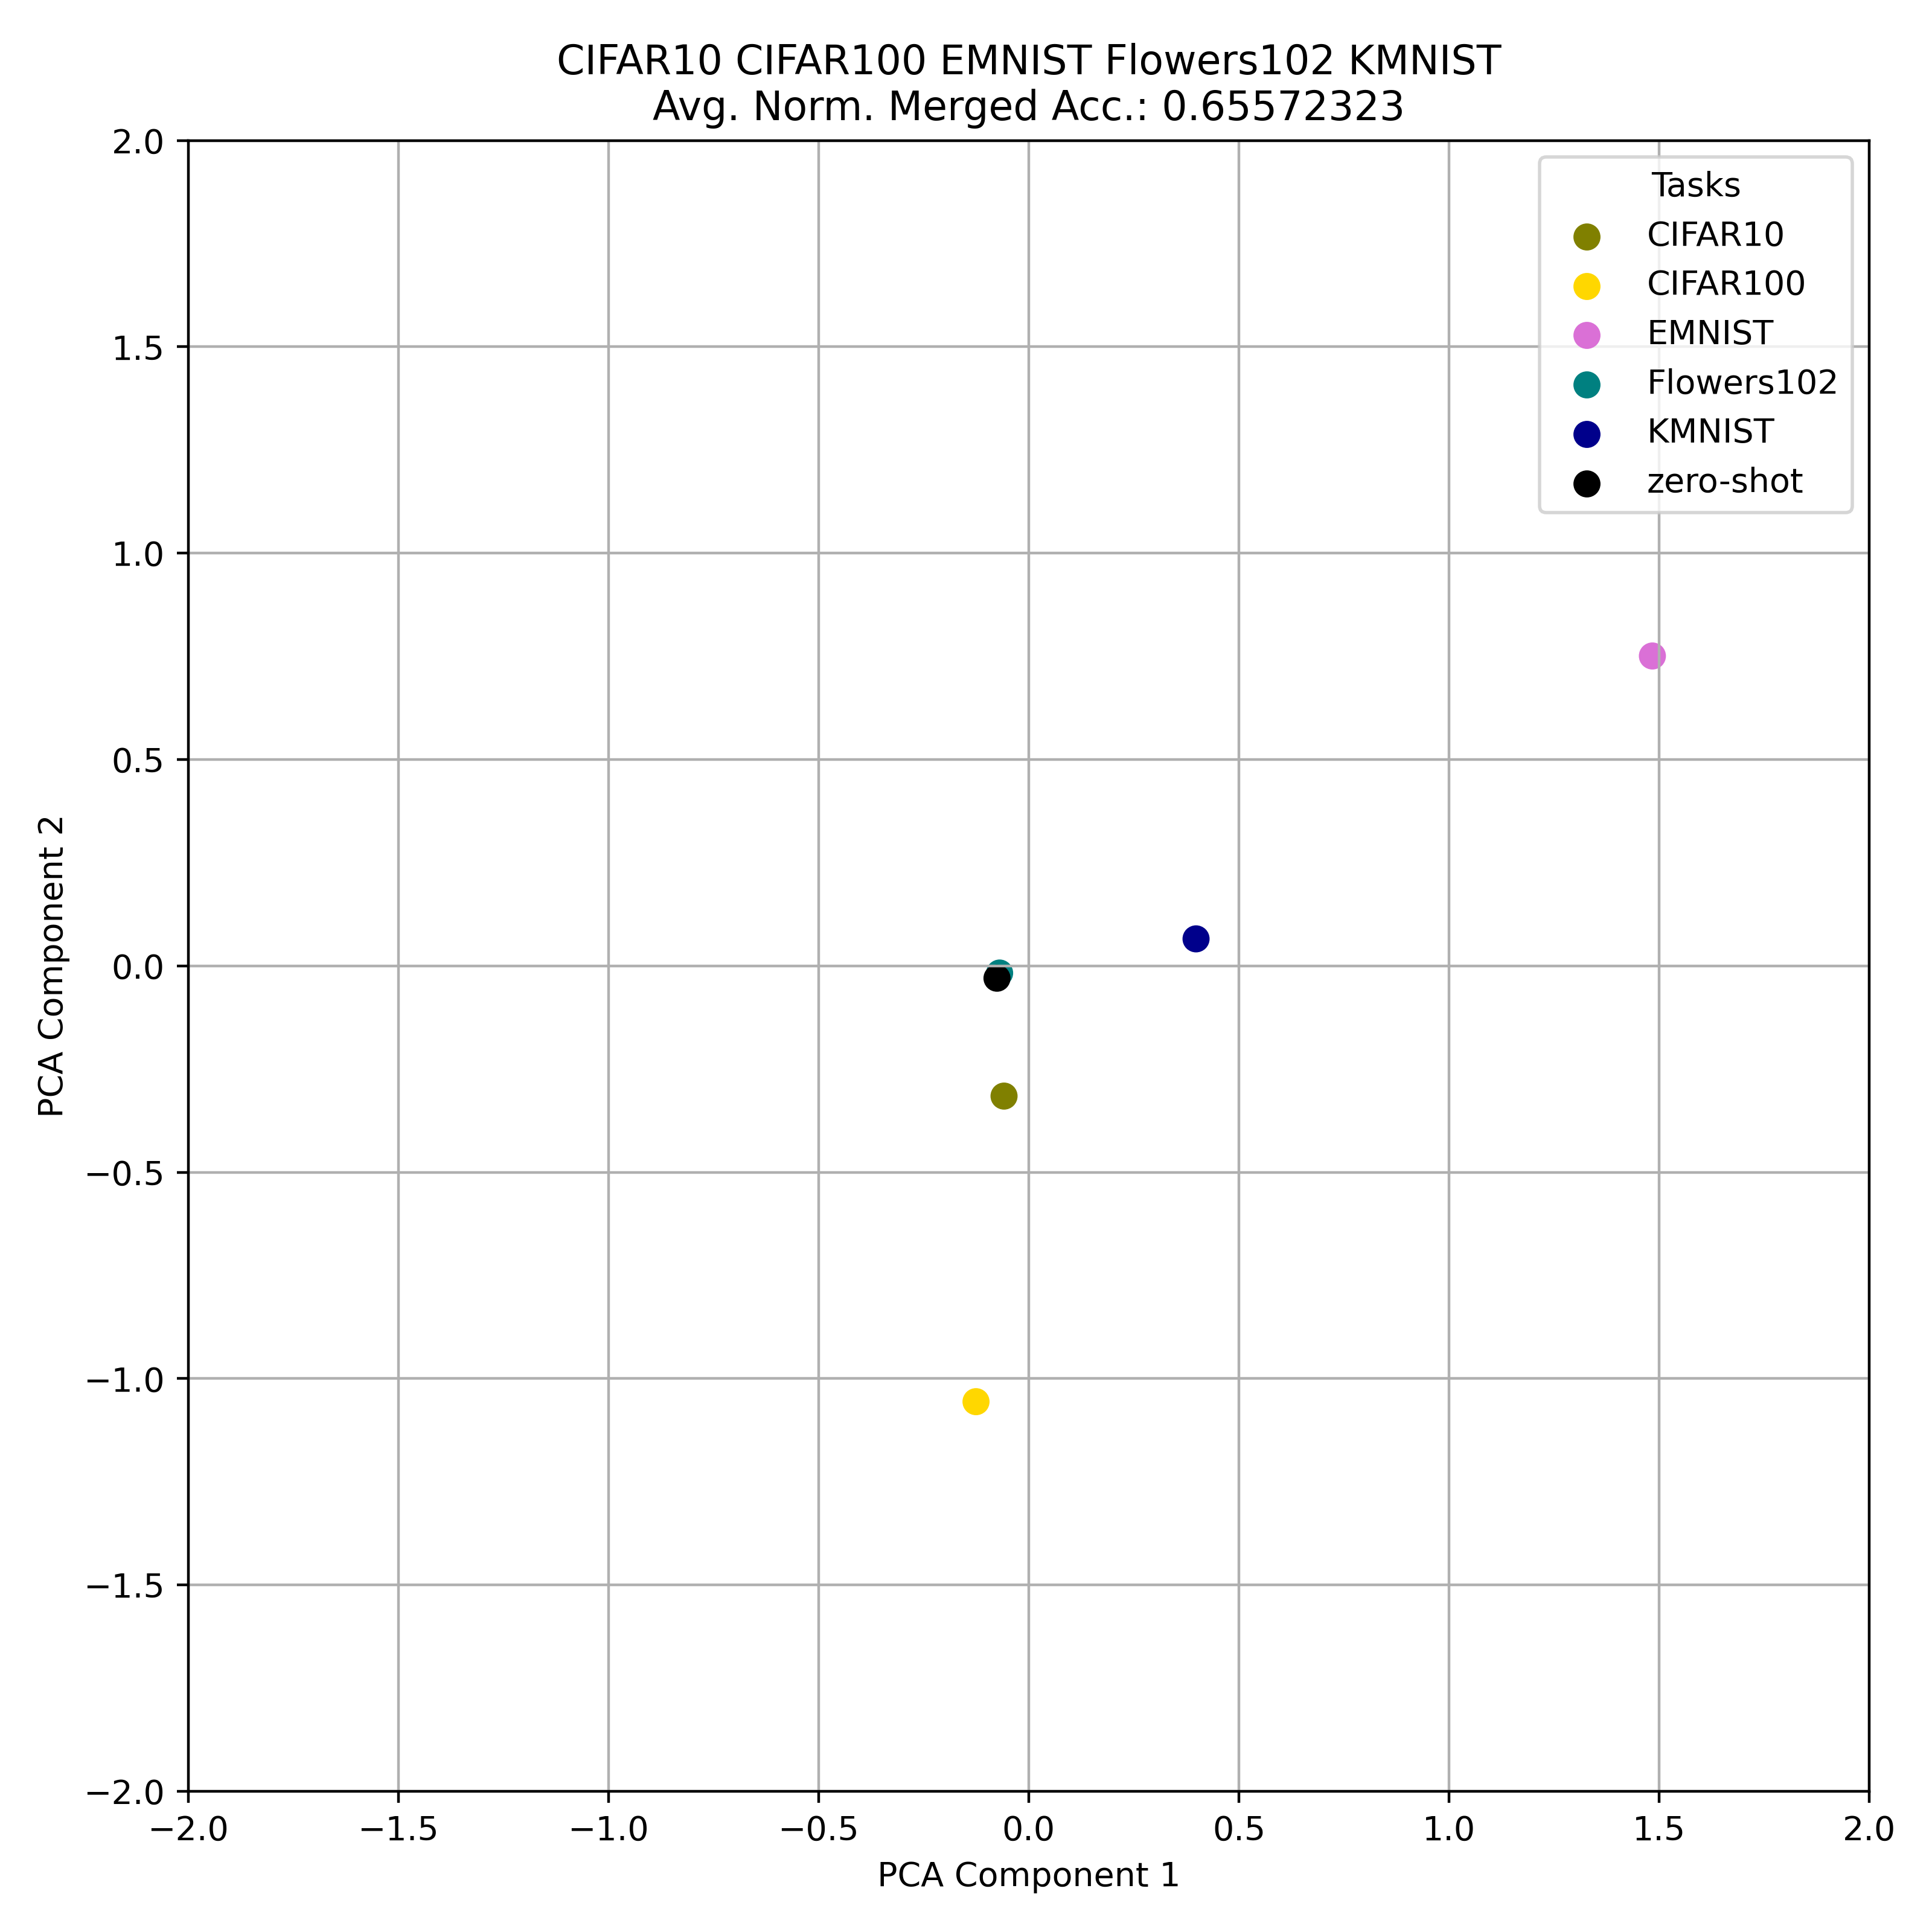 CIFAR10 CIFAR100 EMNIST Flowers102 KMNIST
Avg. Norm. Merged Acc.: 0.65572323
Tasks
CIFAR10
CIFAR100
EMNIST
Flowers102
KMNIST
zero-shot
PCA Component 2
2.0
1.5
1.0
0.5
0.0
−0.5
−1.0
−1.5
−2.0
−2.0 −1.5 −1.0 −0.5 0.0 0.5 1.0 1.5 2.0
PCA Component 1